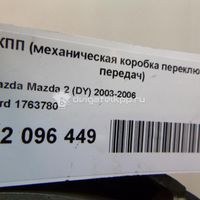 КПП (механическая коробка переклю
передач)
azda Mazda 2 (DY) 2003-2006
rd 1763780
2 096 449